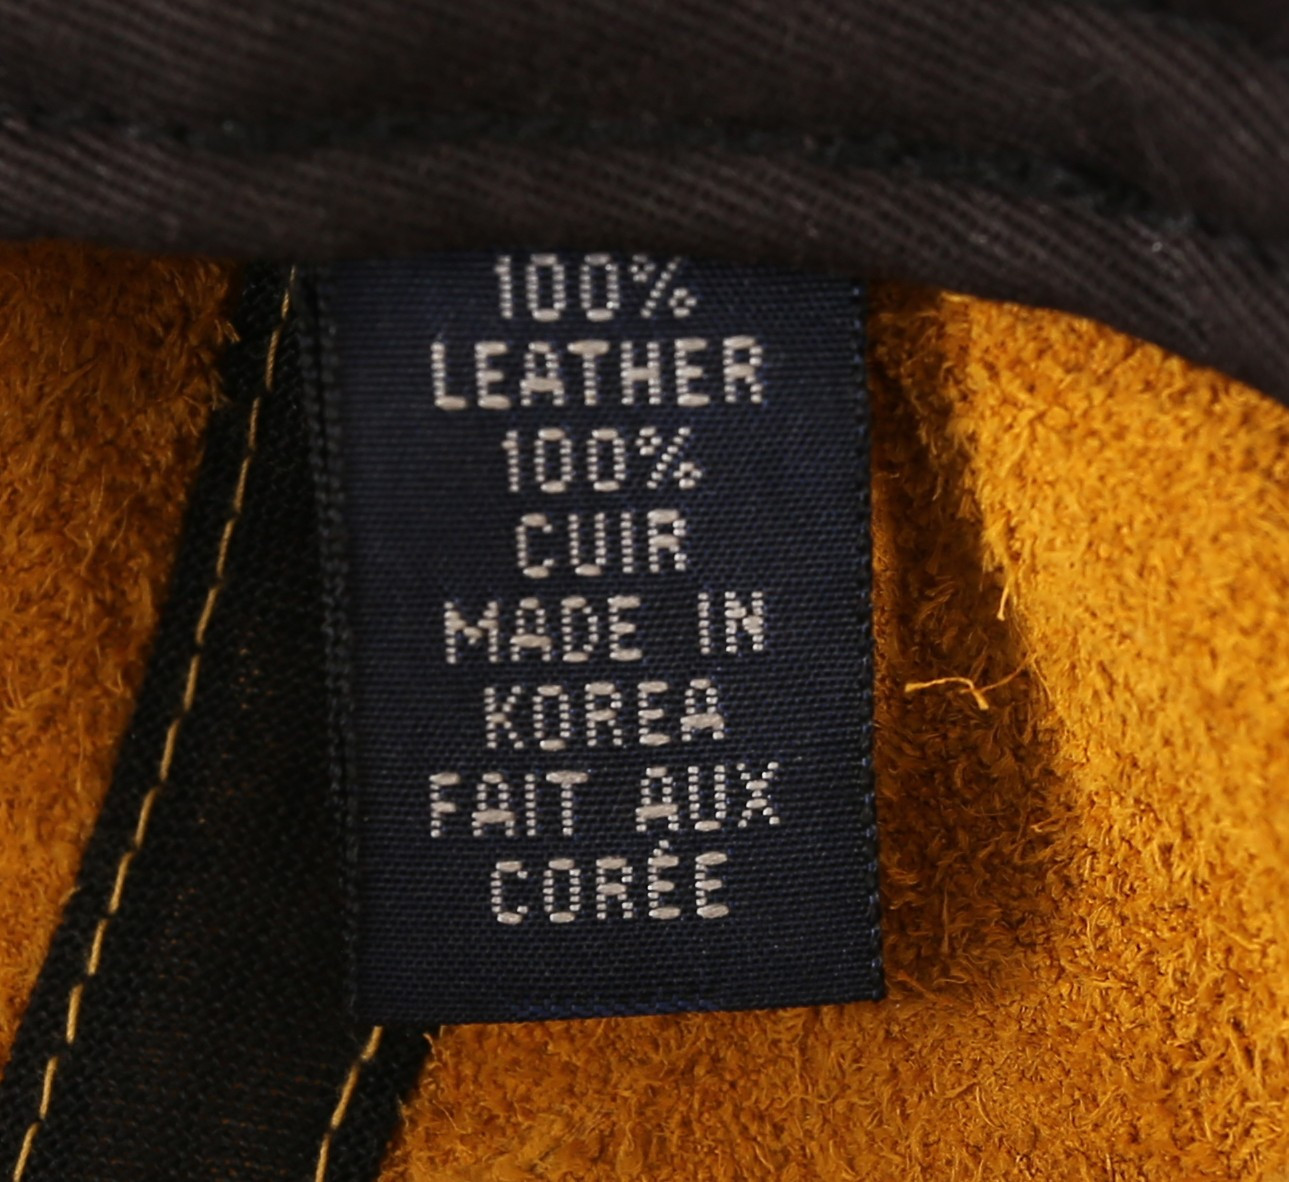 100%
LEATHER
100%
CUIR
MADE IN
KOREA
FAIT AUX
CORÉE